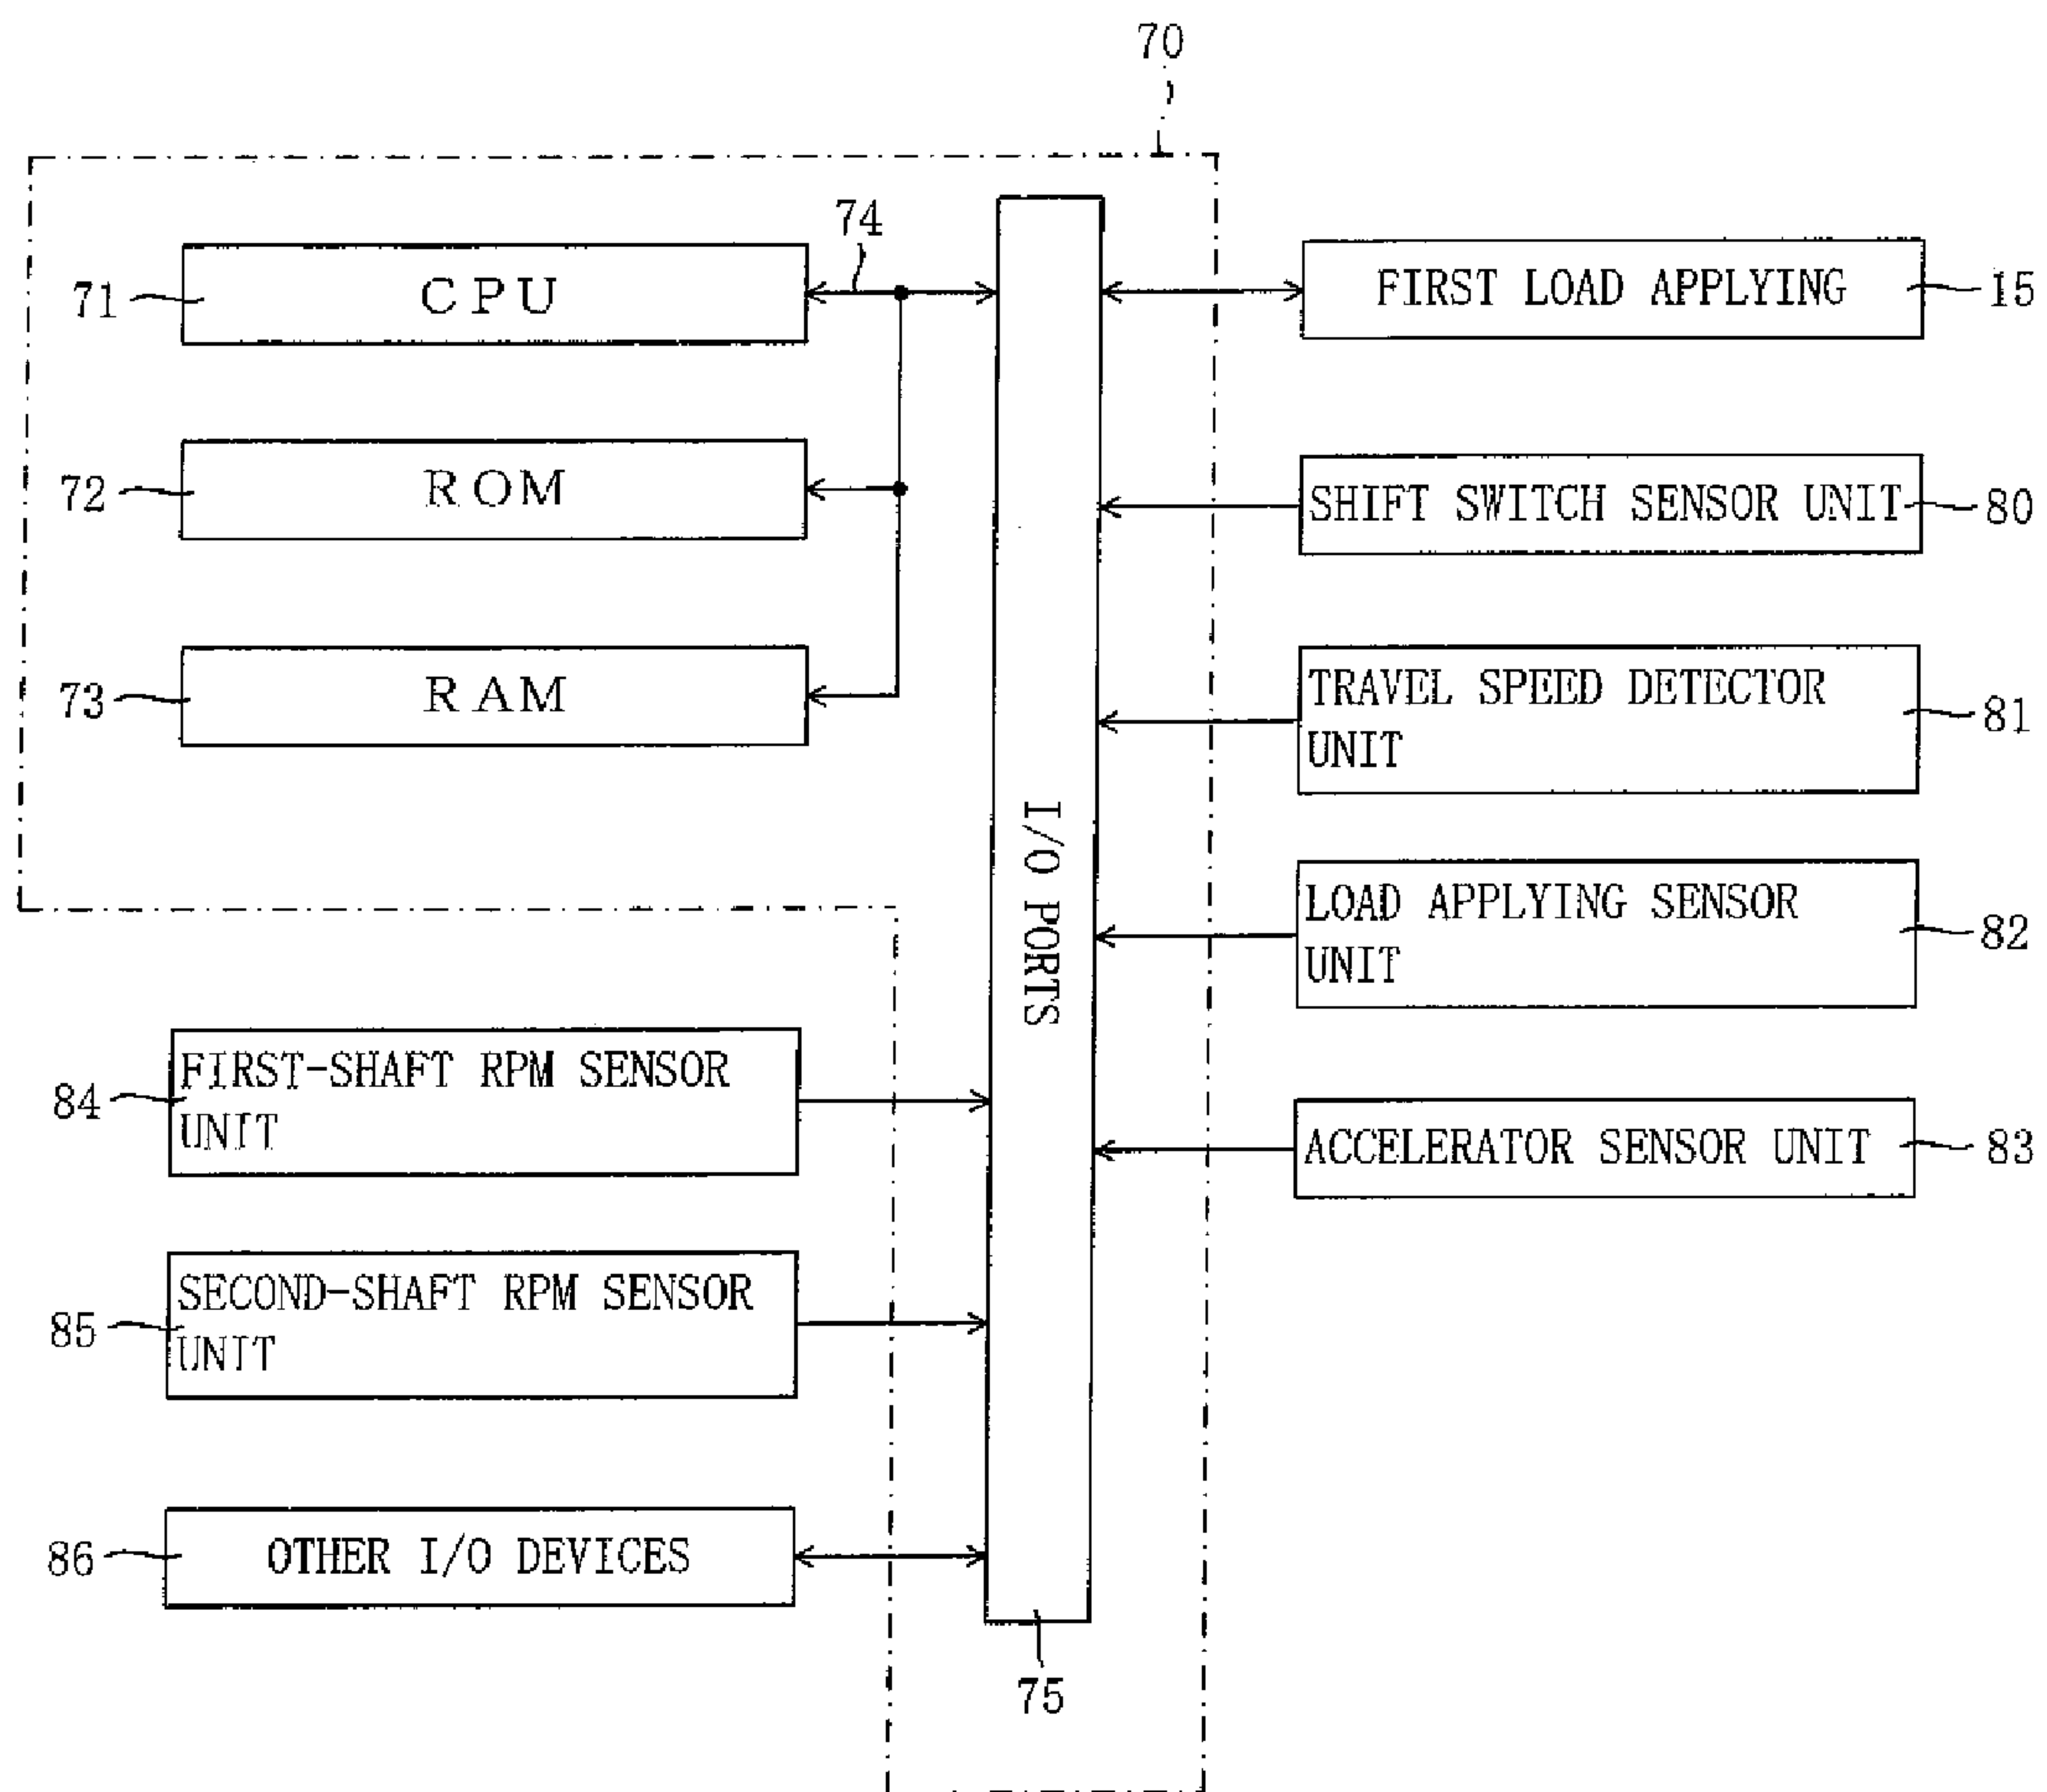 70
74
71
CPU
FIRST LOAD APPLYING
15
72
ROM
SHIFT SWITCH SENSOR UNIT
80
73
RAM
TRAVEL SPEED DETECTOR
UNIT
81
I/O PORTS
LOAD APPLYING SENSOR
UNIT
82
84
FIRST-SHAFT RPM SENSOR
UNIT
ACCELERATOR SENSOR UNIT
83
85
SECOND-SHAFT RPM SENSOR
UNIT
86
OTHER I/O DEVICES
75